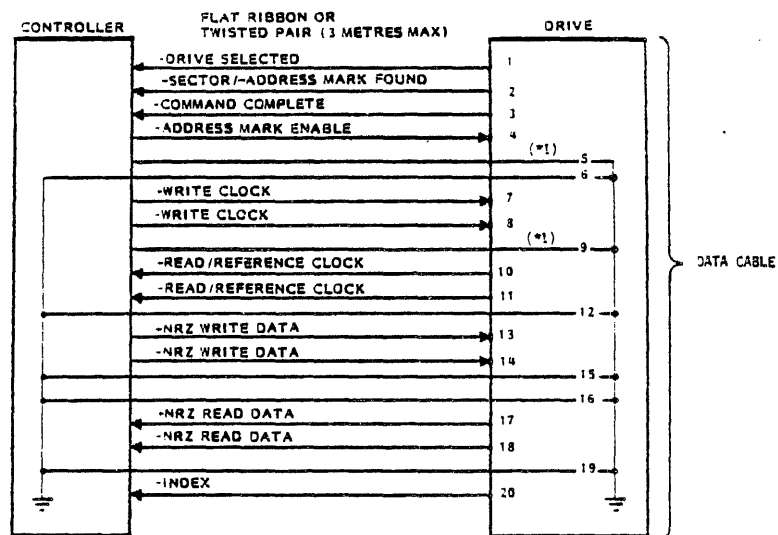 FLAT RIBBON OR
CONTROLLER
TWISTED PAIR (3 METRES MAX)
DRIVE
-DRIVE SELECTED
1
-SECTOR/-ADDRESS MARK FOUND
2
-COMMAND COMPLETE
3
-ADDRESS MARK ENABLE
4
(*1)
5
6
-WRITE CLOCK
7
-WRITE CLOCK
8
(*1)
9
-READ/REFERENCE CLOCK
10
-READ/REFERENCE CLOCK
11
DATA CABLE
12
-NRZ WRITE DATA
13
-NRZ WRITE DATA
14
15
16
-NRZ READ DATA
17
-NRZ READ DATA
18
19
-INDEX
20